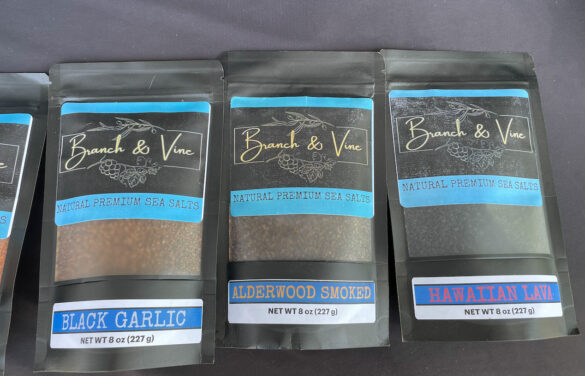 Branch & Vine
NATURAL PREMIUM SEA SALTS
BLACK GARLIC
NET WT 8 oz (227 g)
Branch & Vine
NATURAL PREMIUM SEA SALTS
ALDERWOOD SMOKED
NET WT 8 oz (227 g)
Branch & Vine
NATURAL PREMIUM SEA SALTS
HAWAIIAN LAVA
NET WT 8 oz (227 g)